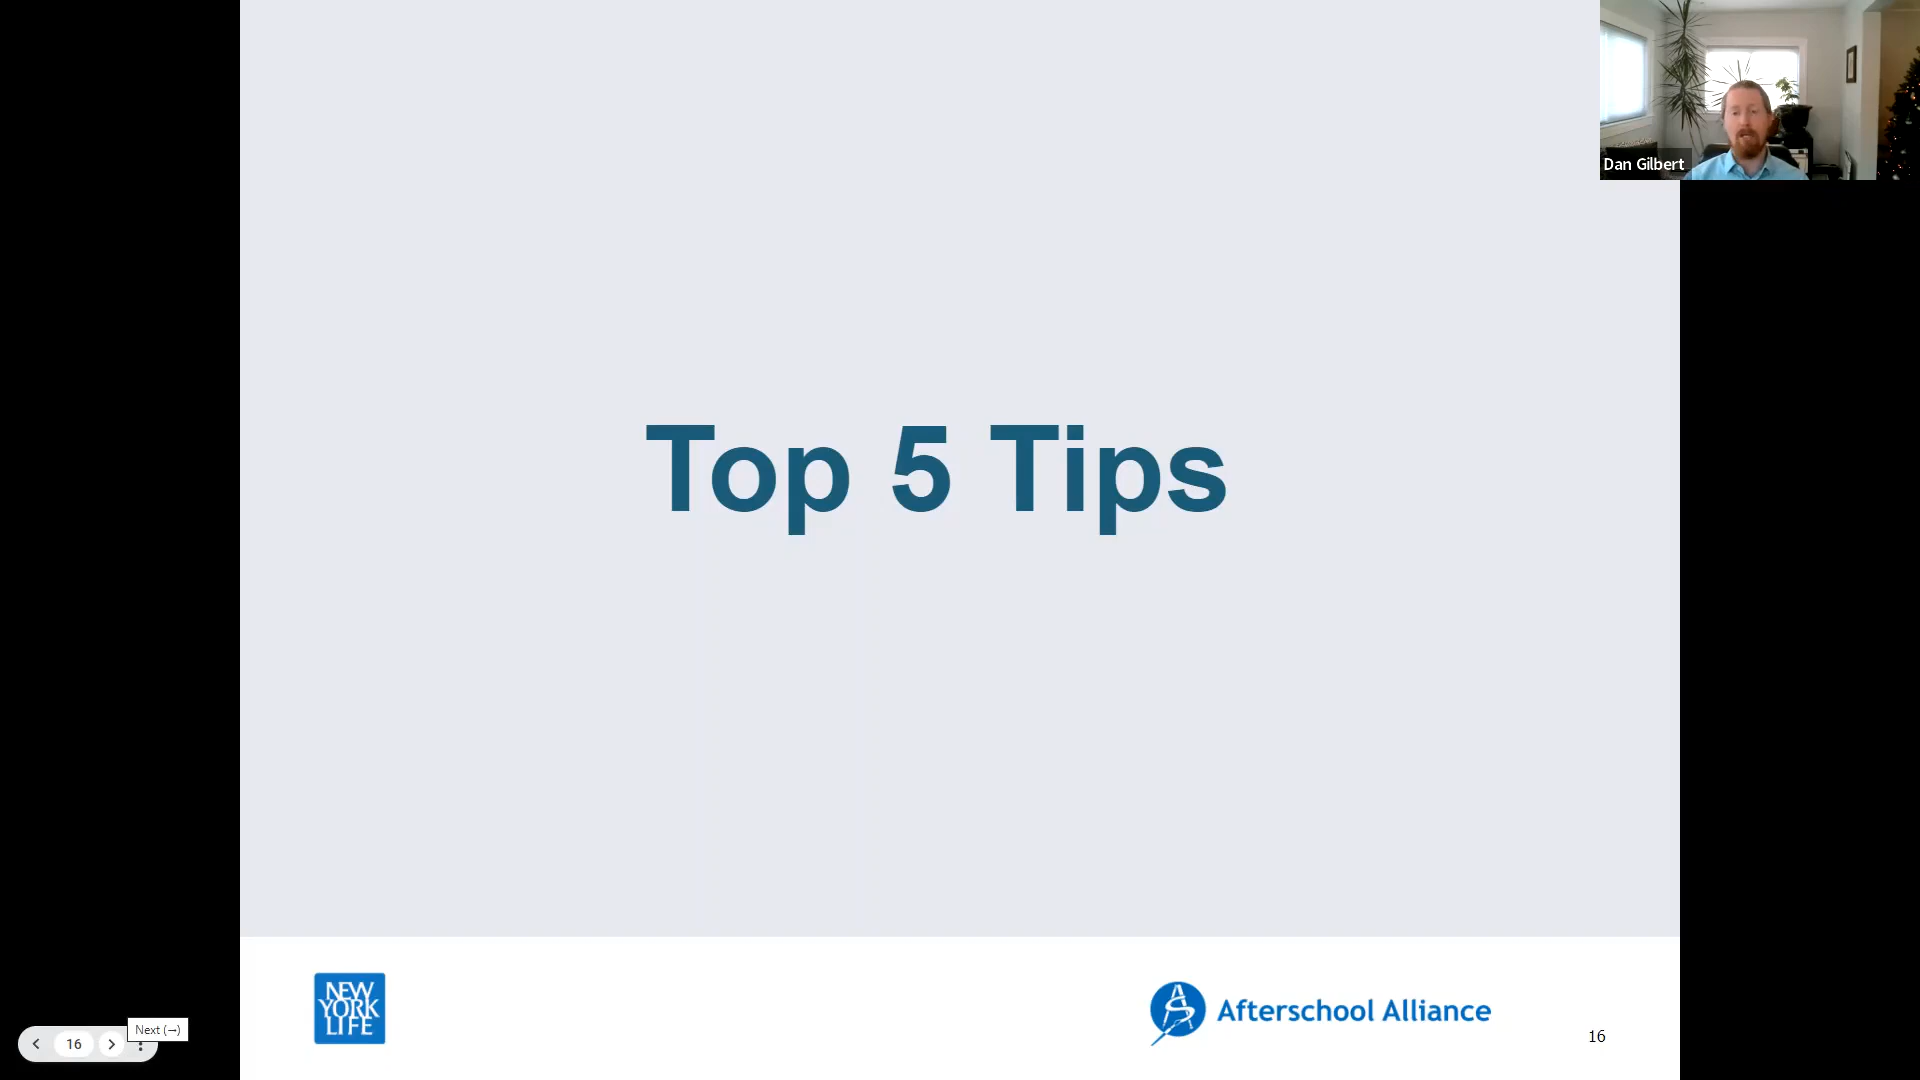 Dan Gilbert
Top 5 Tips
NEW
YORK
LIFE
Afterschool Alliance
16
Next (→)
16